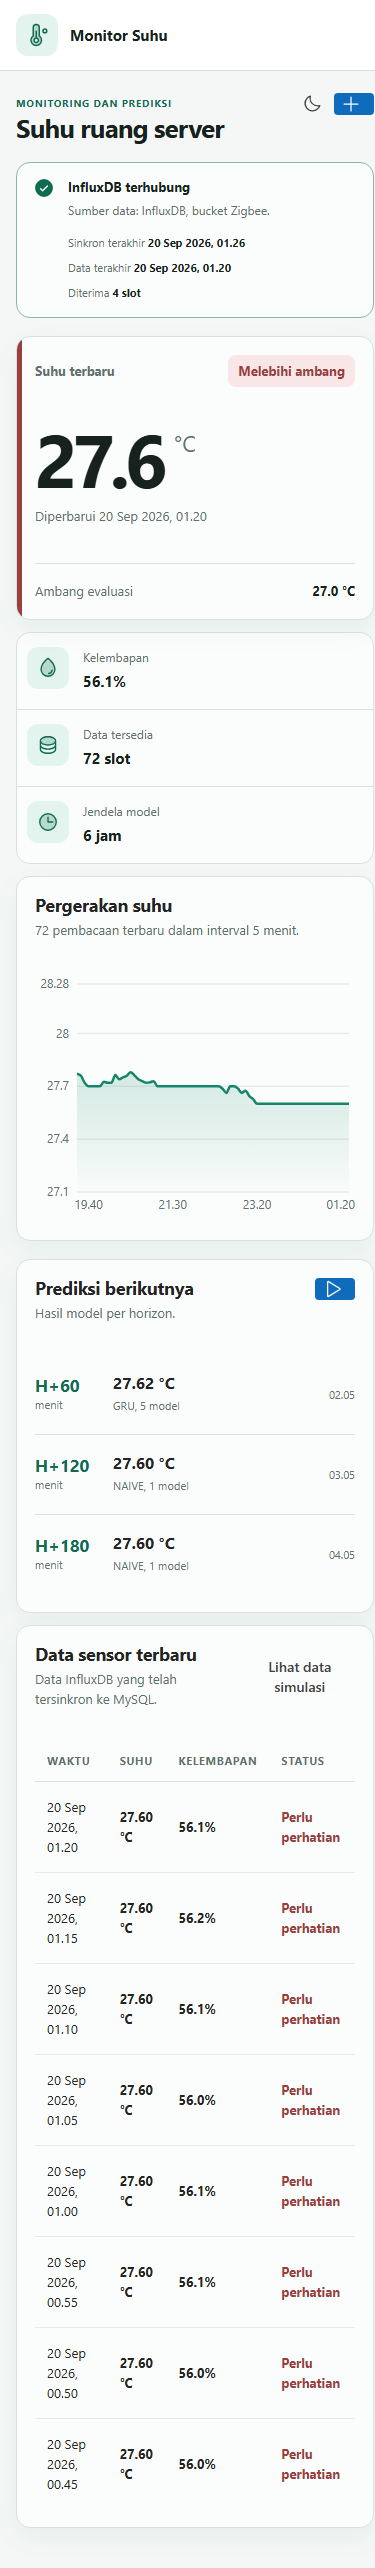 Monitor Suhu
MONITORING DAN PREDIKSI
Suhu ruang server
InfluxDB terhubung
Sumber data: InfluxDB, bucket Zigbee.
Sinkron terakhir 20 Sep 2026, 01.26
Data terakhir 20 Sep 2026, 01.20
Diterima 4 slot
Suhu terbaru
Melebihi ambang
27.6 °C
Diperbarui 20 Sep 2026, 01.20
Ambang evaluasi 27.0 °C
Kelembapan
56.1%
Data tersedia
72 slot
Jendela model
6 jam
Pergerakan suhu
72 pembacaan terbaru dalam interval 5 menit.
28.28
28
27.7
27.4
27.1
19.40 21.30 23.20 01.20
Prediksi berikutnya
Hasil model per horizon.
H+60 27.62 °C
menit GRU, 5 model 02.05
H+120 27.60 °C
menit NAIVE, 1 model 03.05
H+180 27.60 °C
menit NAIVE, 1 model 04.05
Data sensor terbaru
Data InfluxDB yang telah
tersinkron ke MySQL.
Lihat data
simulasi
WAKTU SUHU KELEMBAPAN STATUS
20 Sep
2026,
01.20
27.60
°C
56.1%
Perlu
perhatian
20 Sep
2026,
01.15
27.60
°C
56.2%
Perlu
perhatian
20 Sep
2026,
01.10
27.60
°C
56.1%
Perlu
perhatian
20 Sep
2026,
01.05
27.60
°C
56.0%
Perlu
perhatian
20 Sep
2026,
01.00
27.60
°C
56.1%
Perlu
perhatian
20 Sep
2026,
00.55
27.60
°C
56.1%
Perlu
perhatian
20 Sep
2026,
00.50
27.60
°C
56.0%
Perlu
perhatian
20 Sep
2026,
00.45
27.60
°C
56.0%
Perlu
perhatian